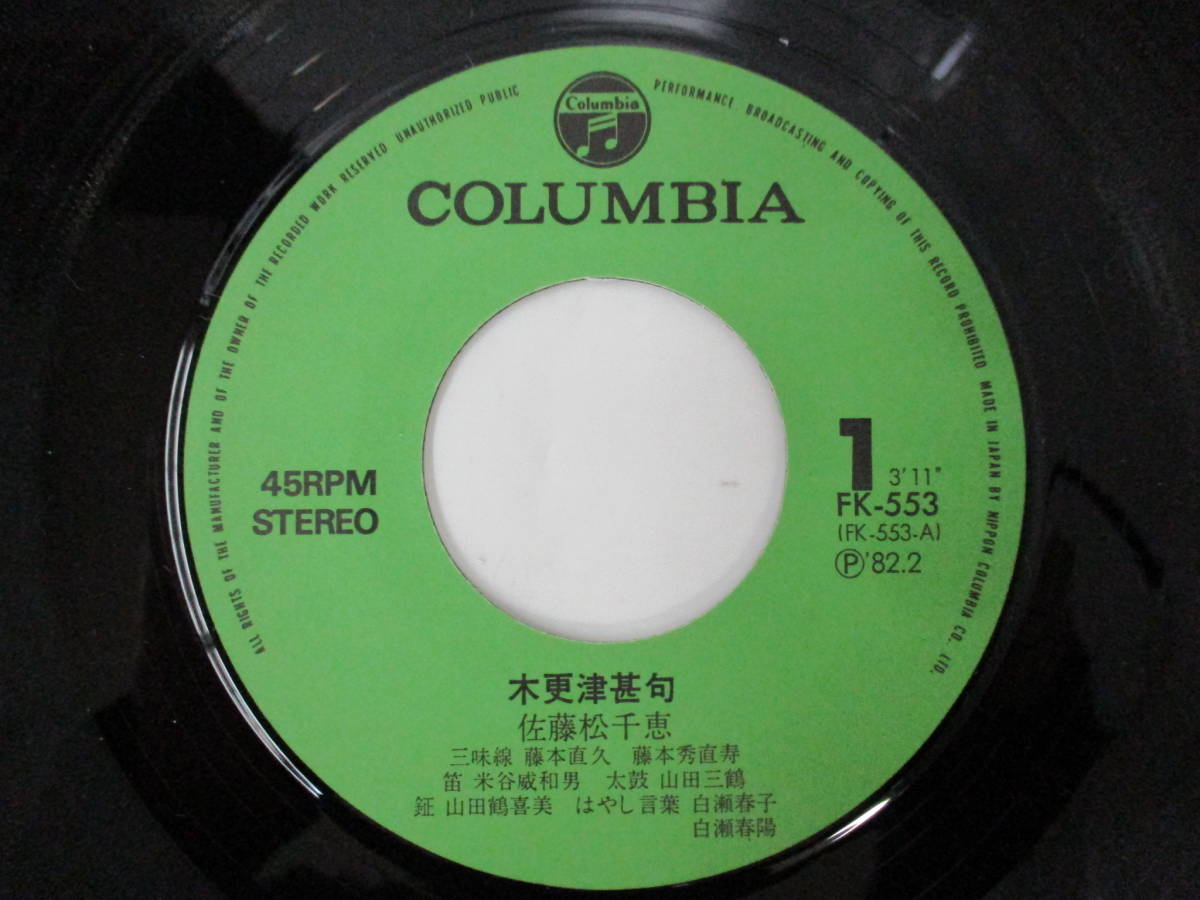 Columbia
COLUMBIA
ALL RIGHTS OF THE MANUFACTURER AND OF THE OWNER OF THE RECORDED WORK RESERVED UNAUTHORIZED PUBLIC PERFORMANCE. BROADCASTING AND COPYING OF THIS RECORD PROHIBITED MADE IN JAPAN BY NIPPON COLUMBIA CO. LTD.
45RPM
STEREO
1 3'11"
FK-553
(FK-553-A)
Ⓟ'82.2
木更津甚句
佐藤松千恵
三味線 藤本直久 藤本秀直寿
笛 米谷威和男 太鼓 山田三鶴
鉦 山田鶴喜美 はやし言葉 白瀬春子
白瀬春陽